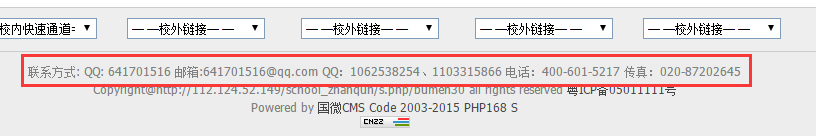 校内快速通道= — —校外链接— — — —校外链接— — — —校外链接— — — —校外链接— —
联系方式: QQ: 641701516 邮箱:641701516@qq.com QQ：1062538254、1103315866 电话：400-601-5217 传真：020-87202645
Copyright@http://112.124.52.149/school_zhanqun/s.php/bumen30 all rights reserved 粤ICP备05011111号
Powered by 国微CMS Code 2003-2015 PHP168 S
CNZZ